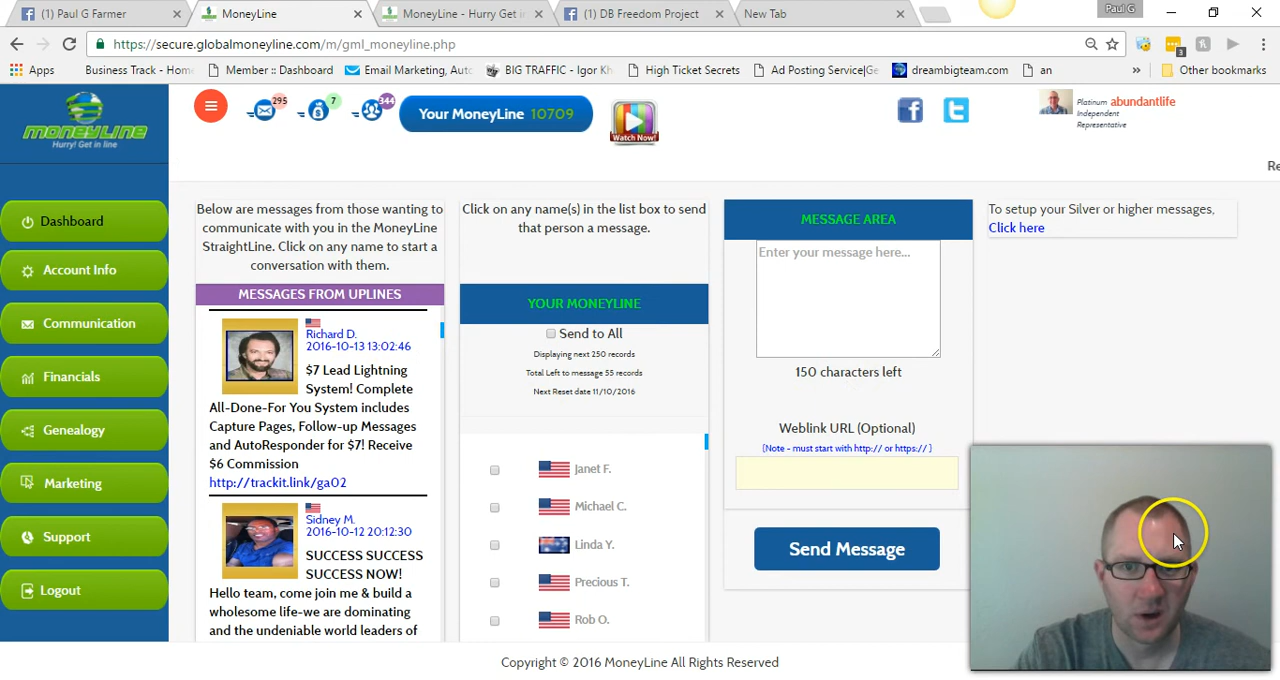 (1) Paul G Farmer
MoneyLine
MoneyLine - Hurry Get in
(1) DB Freedom Project
New Tab
Paul G
https://secure.globalmoneyline.com/m/gml_moneyline.php
3
Apps
Business Track - Hom
Member :: Dashboard
Email Marketing, Auto
BIG TRAFFIC - Igor Kh
High Ticket Secrets
Ad Posting Service|Ge
dreambigteam.com
an
»
Other bookmarks
MONEYLINE
Hurry! Get in line
295
7
344
Your MoneyLine 10709
Watch Now!
Platinum abundantlife
Independent
Representative
Re
Dashboard
Account Info
Communication
Financials
Genealogy
Marketing
Support
Logout
Below are messages from those wanting to
communicate with you in the MoneyLine
StraightLine. Click on any name to start a
conversation with them.
MESSAGES FROM UPLINES
Richard D.
2016-10-13 13:02:46
$7 Lead Lightning
System! Complete
All-Done-For You System includes
Capture Pages, Follow-up Messages
and AutoResponder for $7! Receive
$6 Commission
http://trackit.link/ga02
Sidney M.
2016-10-12 20:12:30
SUCCESS SUCCESS
SUCCESS NOW!
Hello team, come join me & build a
wholesome life-we are dominating
and the undeniable world leaders of
Click on any name(s) in the list box to send
that person a message.
YOUR MONEYLINE
Send to All
Displaying next 250 records
Total Left to message 55 records
Next Reset date 11/10/2016
Janet F.
Michael C.
Linda Y.
Precious T.
Rob O.
MESSAGE AREA
Enter your message here...
150 characters left
Weblink URL (Optional)
[Note - must start with http:// or https:// ]
Send Message
To setup your Silver or higher messages,
Click here
Copyright © 2016 MoneyLine All Rights Reserved